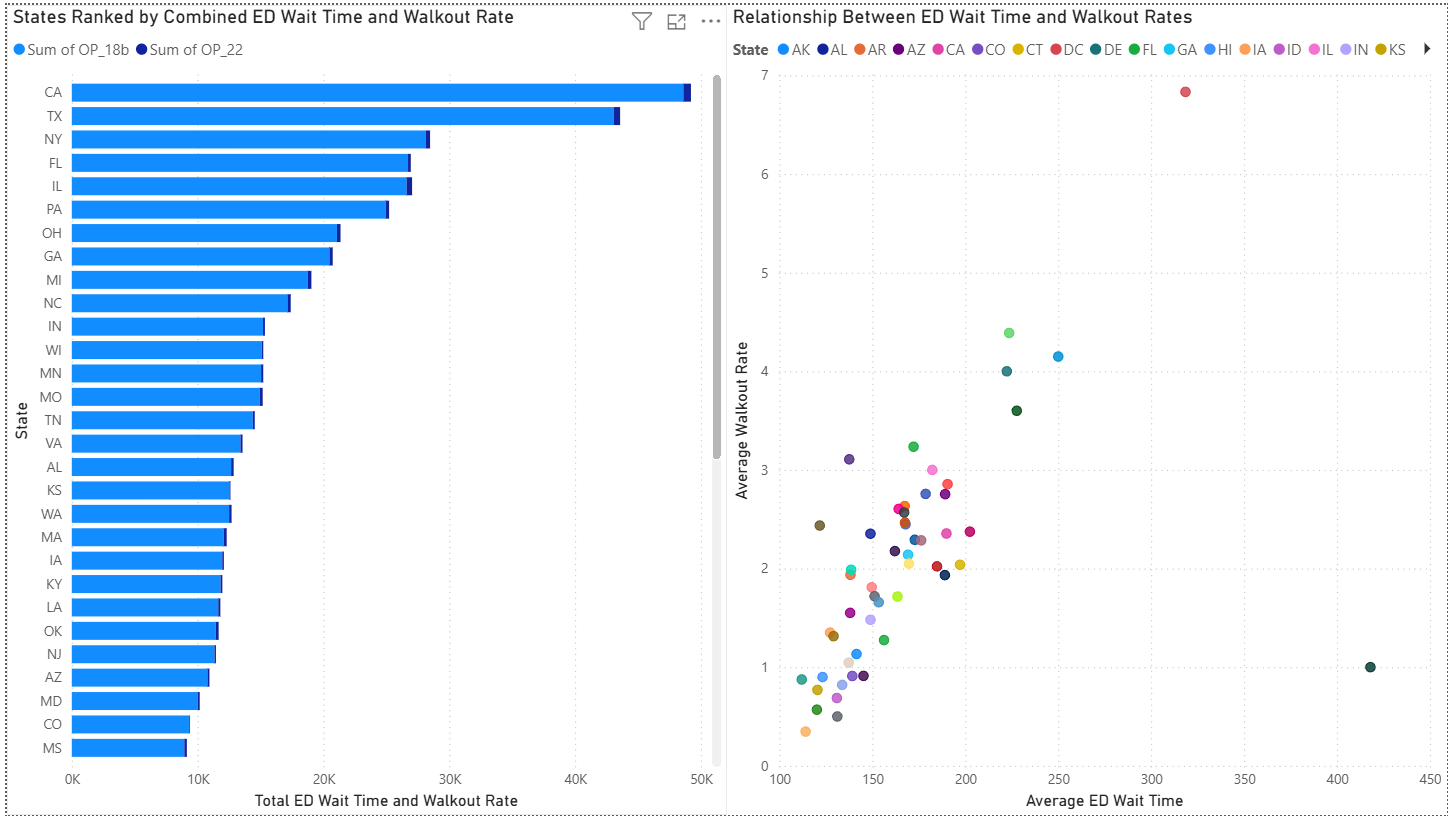 States Ranked by Combined ED Wait Time and Walkout Rate
Sum of OP_18b Sum of OP_22
State
CA
TX
NY
FL
IL
PA
OH
GA
MI
NC
IN
WI
MN
MO
TN
VA
AL
KS
WA
MA
IA
KY
LA
OK
NJ
AZ
MD
CO
MS
0K 10K 20K 30K 40K 50K
Total ED Wait Time and Walkout Rate
Relationship Between ED Wait Time and Walkout Rates
State AK AL AR AZ CA CO CT DC DE FL GA HI IA ID IL IN KS
Average Walkout Rate
7
6
5
4
3
2
1
0
100 150 200 250 300 350 400 450
Average ED Wait Time